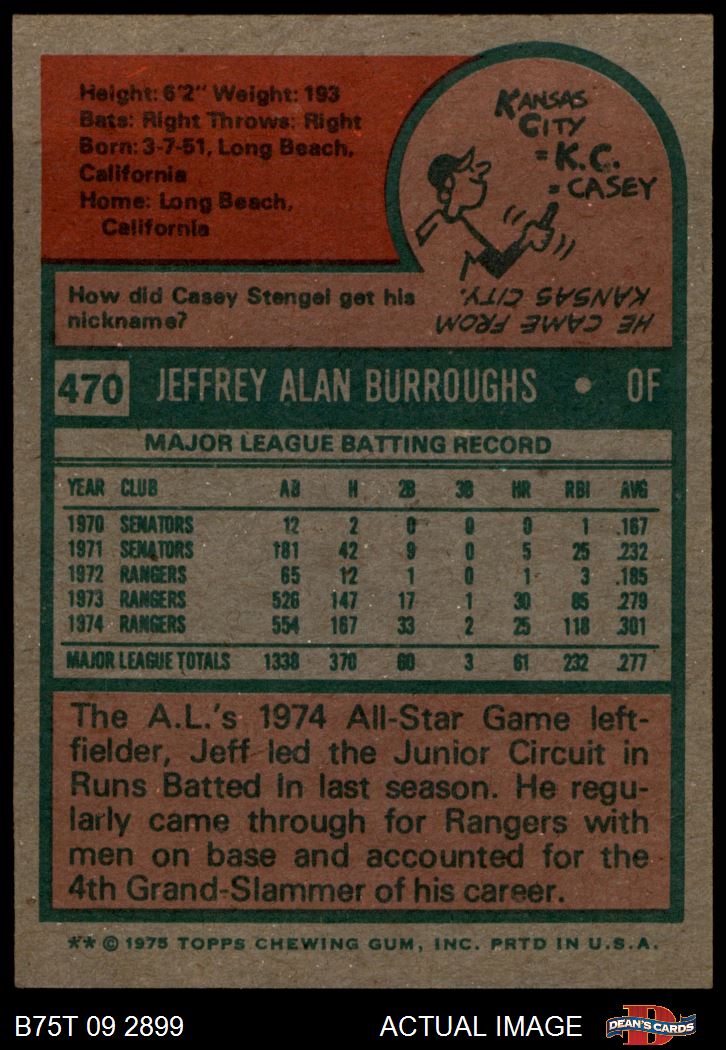 Height: 6'2" Weight: 193
Bats: Right Throws: Right
Born: 3-7-51, Long Beach,
California
Home: Long Beach,
California
KANSAS
CITY
= K.C.
= CASEY
How did Casey Stengel get his
nickname?
HE CAME FROM
KANSAS CITY.
470 JEFFREY ALAN BURROUGHS • OF
MAJOR LEAGUE BATTING RECORD
YEAR CLUB AB H 2B 3B HR RBI AVG
1970 SENATORS 12 2 0 0 0 1 .167
1971 SENATORS 181 42 9 0 5 25 .232
1972 RANGERS 65 12 1 0 1 3 .185
1973 RANGERS 526 147 17 1 30 85 .279
1974 RANGERS 554 167 33 2 25 118 .301
MAJOR LEAGUE TOTALS 1338 370 60 3 61 232 .277
The A.L.'s 1974 All-Star Game left-
fielder, Jeff led the Junior Circuit in
Runs Batted In last season. He regu-
larly came through for Rangers with
men on base and accounted for the
4th Grand-Slammer of his career.
** © 1975 TOPPS CHEWING GUM, INC. PRTD IN U.S.A.
B75T 09 2899 ACTUAL IMAGE D DEAN'S CARDS